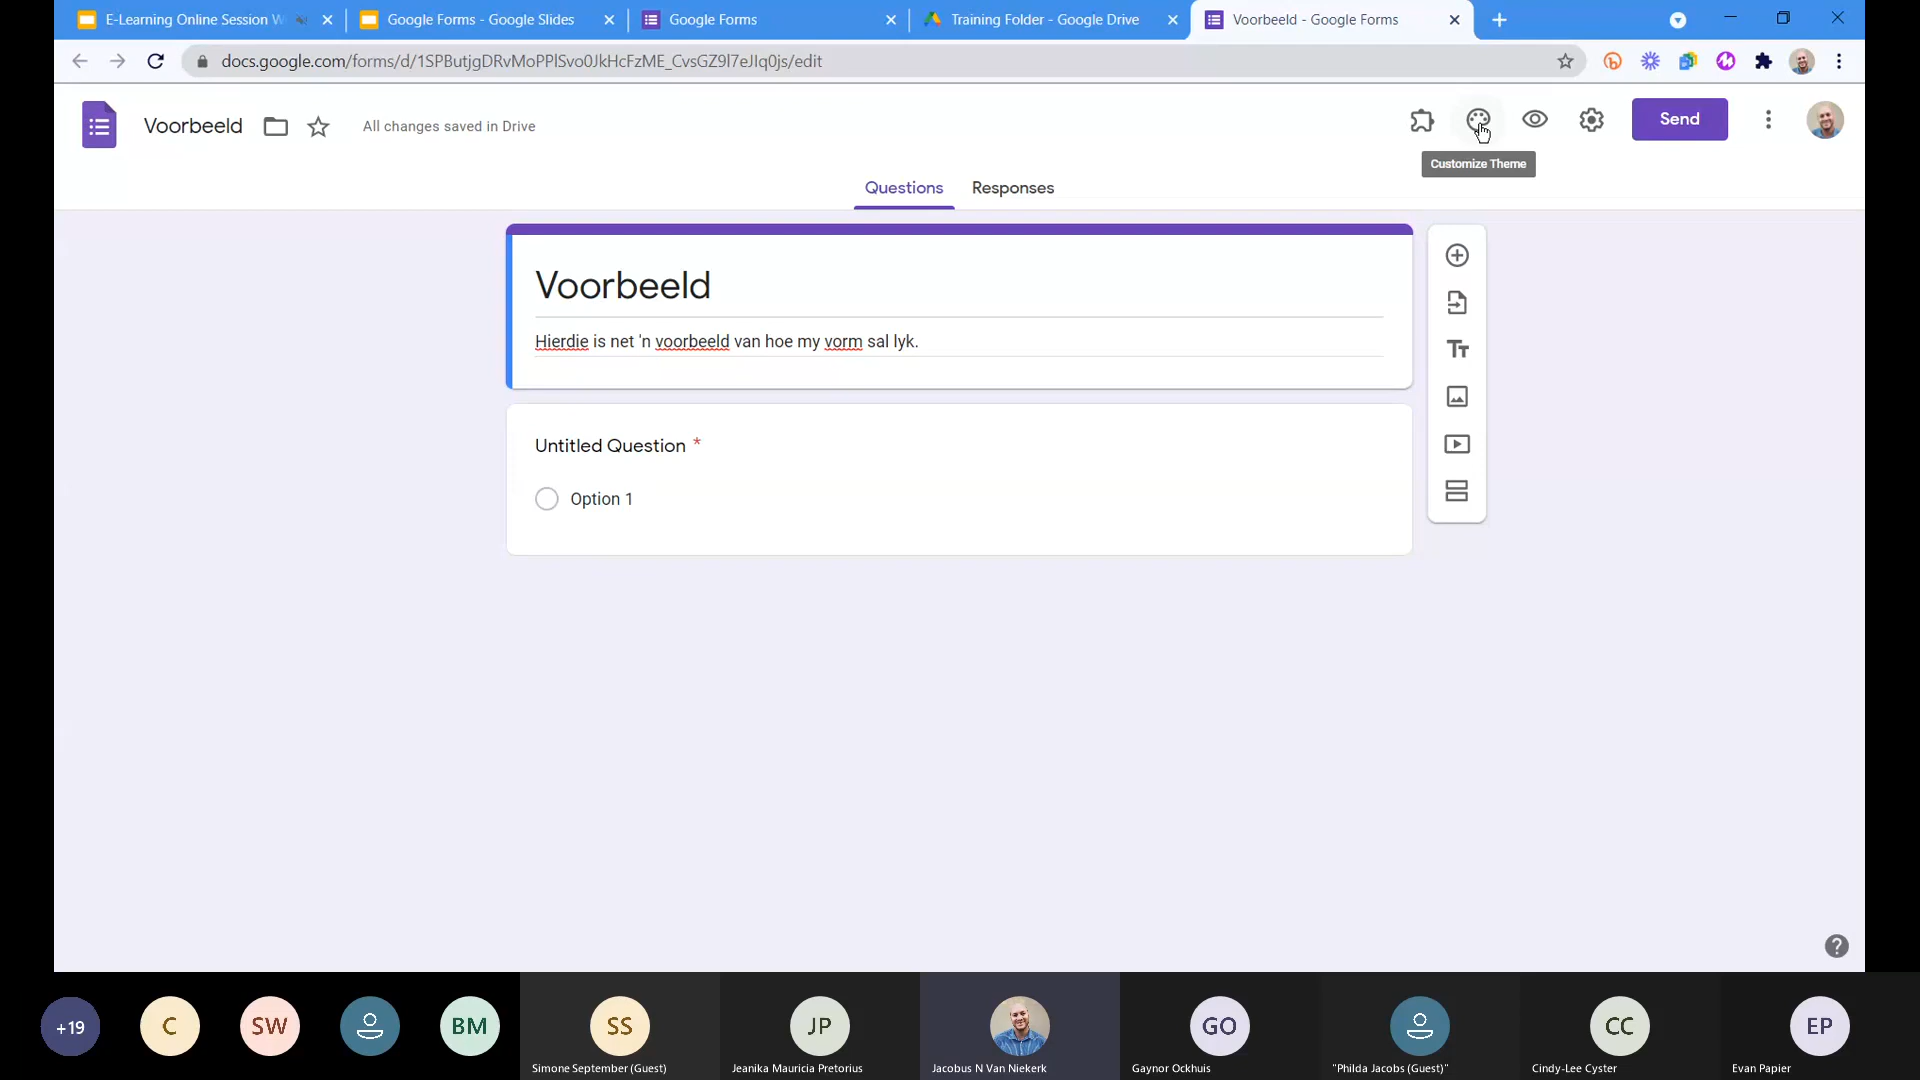 E-Learning Online Session W
Google Forms - Google Slides
Google Forms
Training Folder - Google Drive
Voorbeeld - Google Forms
docs.google.com/forms/d/1SPButjgDRvMoPPlSvo0JkHcFzME_CvsGZ9l7eJIq0js/edit
Voorbeeld
All changes saved in Drive
Send
Customize Theme
Questions
Responses
Voorbeeld
Hierdie is net 'n voorbeeld van hoe my vorm sal lyk.
Untitled Question *
Option 1
+19
C
SW
BM
SS
JP
GO
CC
EP
Simone September (Guest)
Jeanika Mauricia Pretorius
Jacobus N Van Niekerk
Gaynor Ockhuis
"Philda Jacobs (Guest)"
Cindy-Lee Cyster
Evan Papier